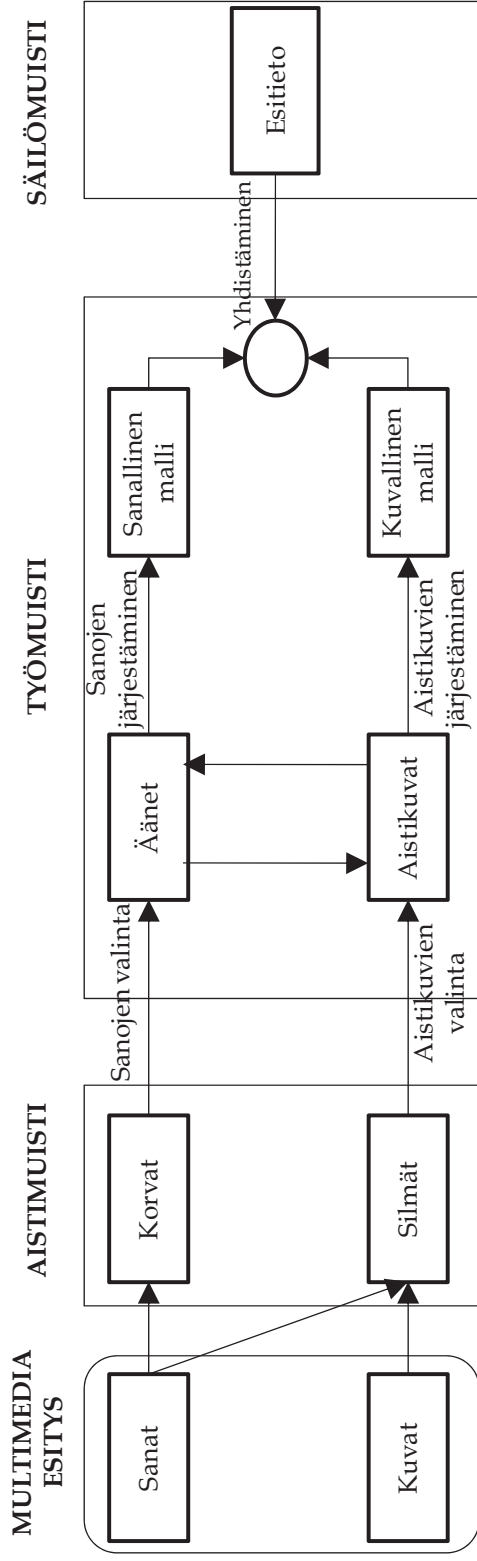 MULTIMEDIA
ESITYS
AISTIMUISTI
TYÖMUISTI
SÄILÖMUISTI
Sanat
Korvat
Sanojen valinta
Äänet
Sanojen
järjestäminen
Sanallinen
malli
Yhdistäminen
Esitieto
Kuvat
Silmät
Aistikuvien
valinta
Aistikuvat
Aistikuvien
järjestäminen
Kuvallinen
malli